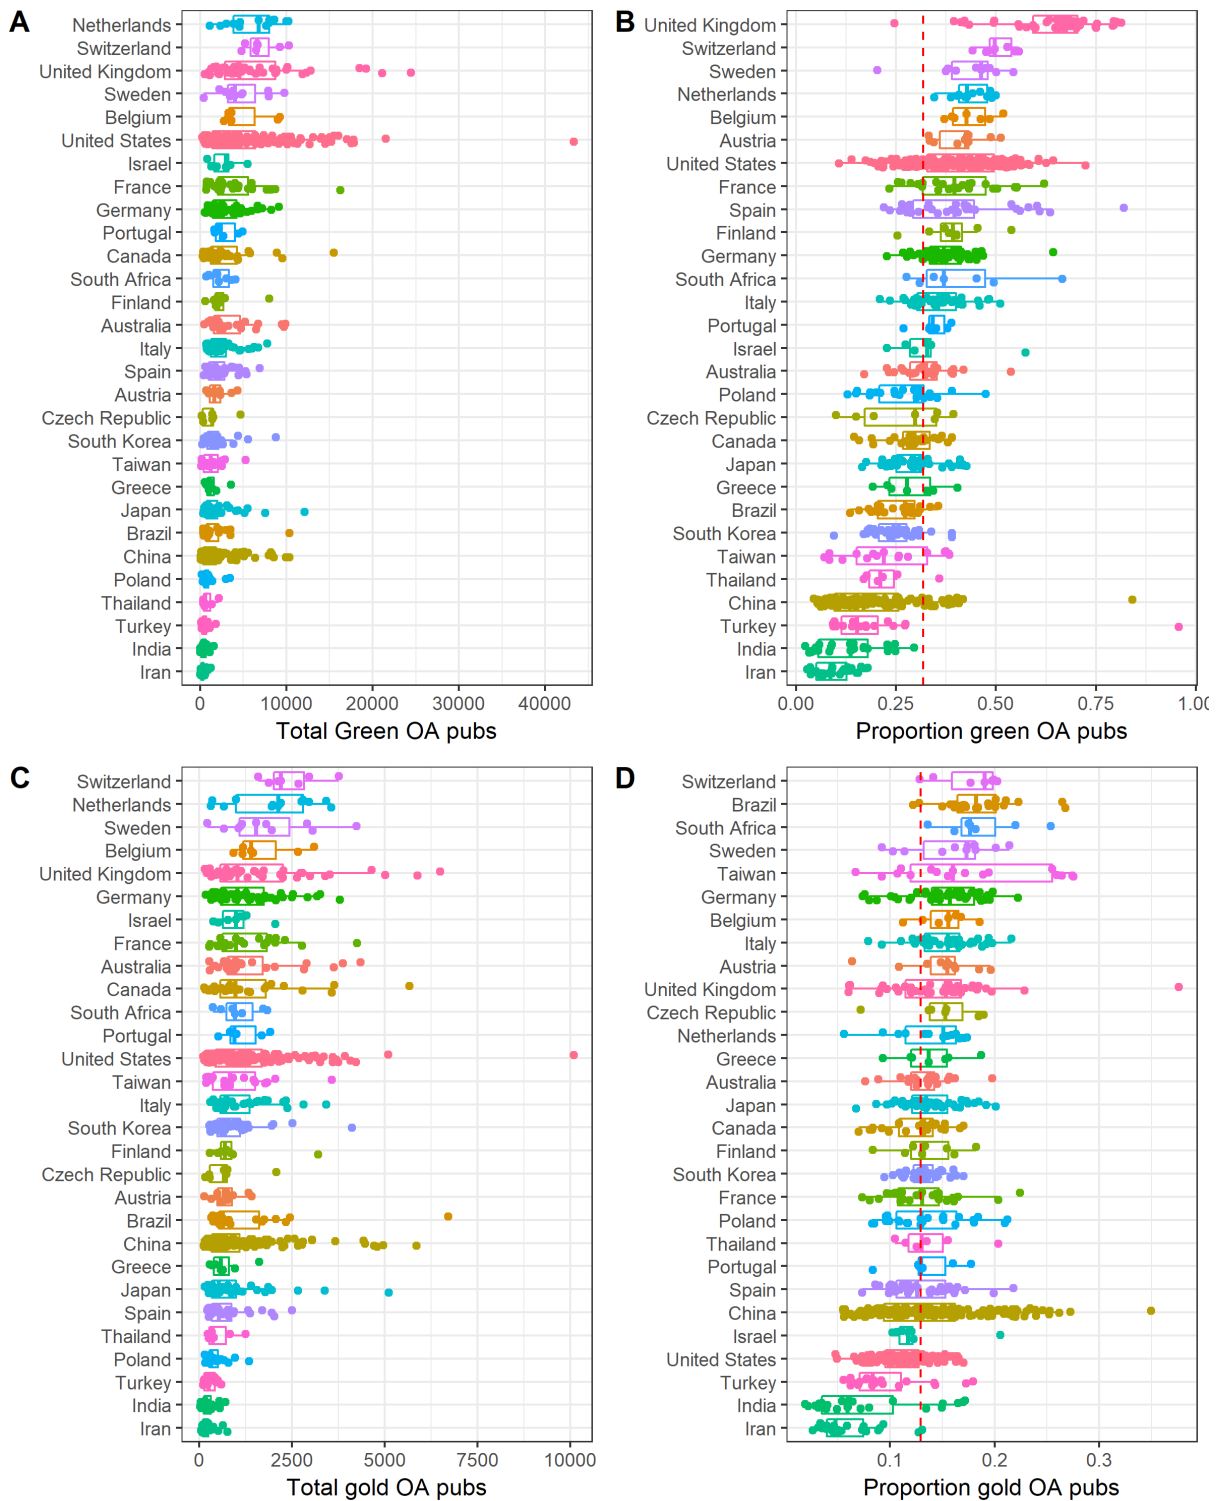 A
Netherlands
Switzerland
United Kingdom
Sweden
Belgium
United States
Israel
France
Germany
Portugal
Canada
South Africa
Finland
Australia
Italy
Spain
Austria
Czech Republic
South Korea
Taiwan
Greece
Japan
Brazil
China
Poland
Thailand
Turkey
India
Iran
0 10000 20000 30000 40000
Total Green OA pubs
B
United Kingdom
Switzerland
Sweden
Netherlands
Belgium
Austria
United States
France
Spain
Finland
Germany
South Africa
Italy
Portugal
Israel
Australia
Poland
Czech Republic
Canada
Japan
Greece
Brazil
South Korea
Taiwan
Thailand
China
Turkey
India
Iran
0.00 0.25 0.50 0.75 1.00
Proportion green OA pubs
C
Switzerland
Netherlands
Sweden
Belgium
United Kingdom
Germany
Israel
France
Australia
Canada
South Africa
Portugal
United States
Taiwan
Italy
South Korea
Finland
Czech Republic
Austria
Brazil
China
Greece
Japan
Spain
Thailand
Poland
Turkey
India
Iran
0 2500 5000 7500 10000
Total gold OA pubs
D
Switzerland
Brazil
South Africa
Sweden
Taiwan
Germany
Belgium
Italy
Austria
United Kingdom
Czech Republic
Netherlands
Greece
Australia
Japan
Canada
Finland
South Korea
France
Poland
Thailand
Portugal
Spain
China
Israel
United States
Turkey
India
Iran
0.1 0.2 0.3
Proportion gold OA pubs